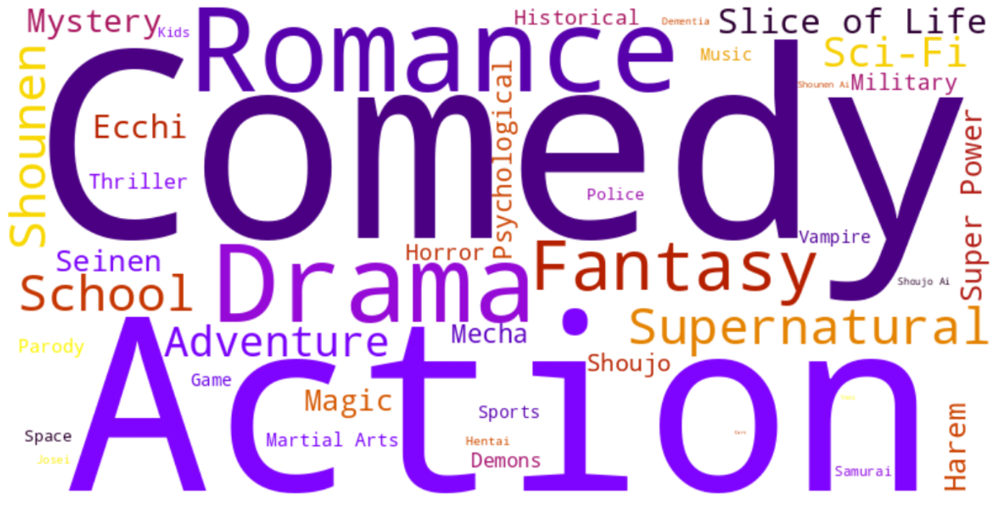 Mystery
Kids
Romance
Historical
Dementia
Slice of Life
Music
Sci-Fi
Shounen Ai
Military
Shounen
Comedy
Ecchi
Thriller
Psychological
Police
Super Power
Vampire
Seinen
Horror
Drama
Fantasy
Shoujo Ai
School
Supernatural
Adventure
Mecha
Parody
Action
Shoujo
Game
Magic
Sports
Yaoi
Harem
Space
Martial Arts
Hentai
Cars
Josei
Demons
Samurai